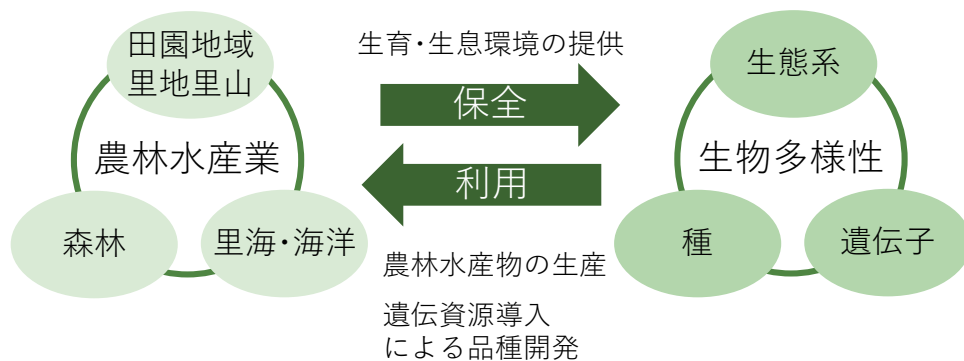 田園地域
里地里山
農林水産業
森林
里海・海洋
生育・生息環境の提供
保全
利用
農林水産物の生産
遺伝資源導入
による品種開発
生態系
生物多様性
種
遺伝子